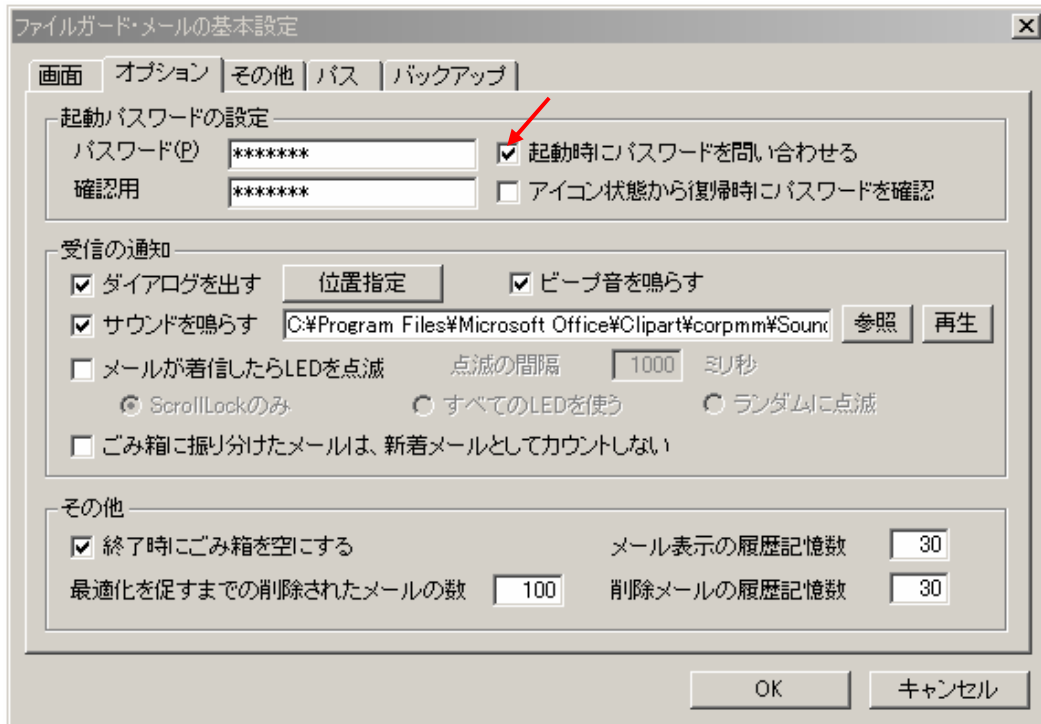 ファイルガード・メールの基本設定
画面 オプション その他 パス バックアップ
起動パスワードの設定
パスワード(P) ******* 起動時にパスワードを問い合わせる
確認用 ******* アイコン状態から復帰時にパスワードを確認
受信の通知
ダイアログを出す 位置指定 ビープ音を鳴らす
サウンドを鳴らす C:¥Program Files¥Microsoft Office¥Clipart¥corpmm¥Sound 参照 再生
メールが着信したらLEDを点滅 点滅の間隔 1000 ミリ秒
ScrollLockのみ すべてのLEDを使う ランダムに点滅
ごみ箱に振り分けたメールは、新着メールとしてカウントしない
その他
終了時にごみ箱を空にする メール表示の履歴記憶数 30
最適化を促すまでの削除されたメールの数 100 削除メールの履歴記憶数 30
OK キャンセル